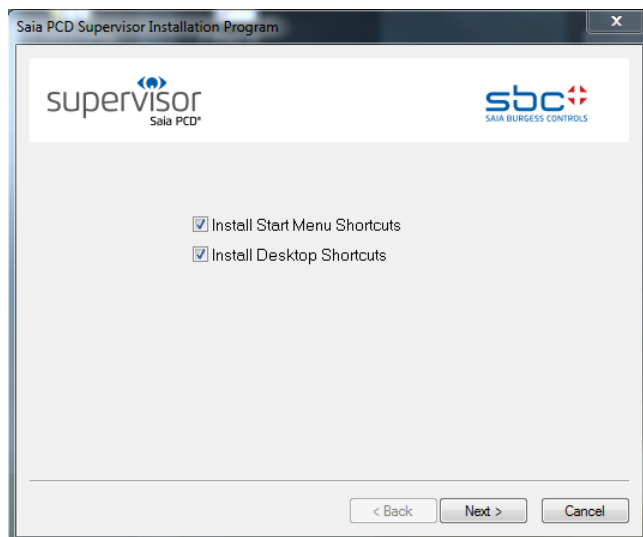 Saia PCD Supervisor Installation Program
supervisor
Saia PCD®
sbc
SAIA BURGESS CONTROLS
Install Start Menu Shortcuts
Install Desktop Shortcuts
< Back Next > Cancel